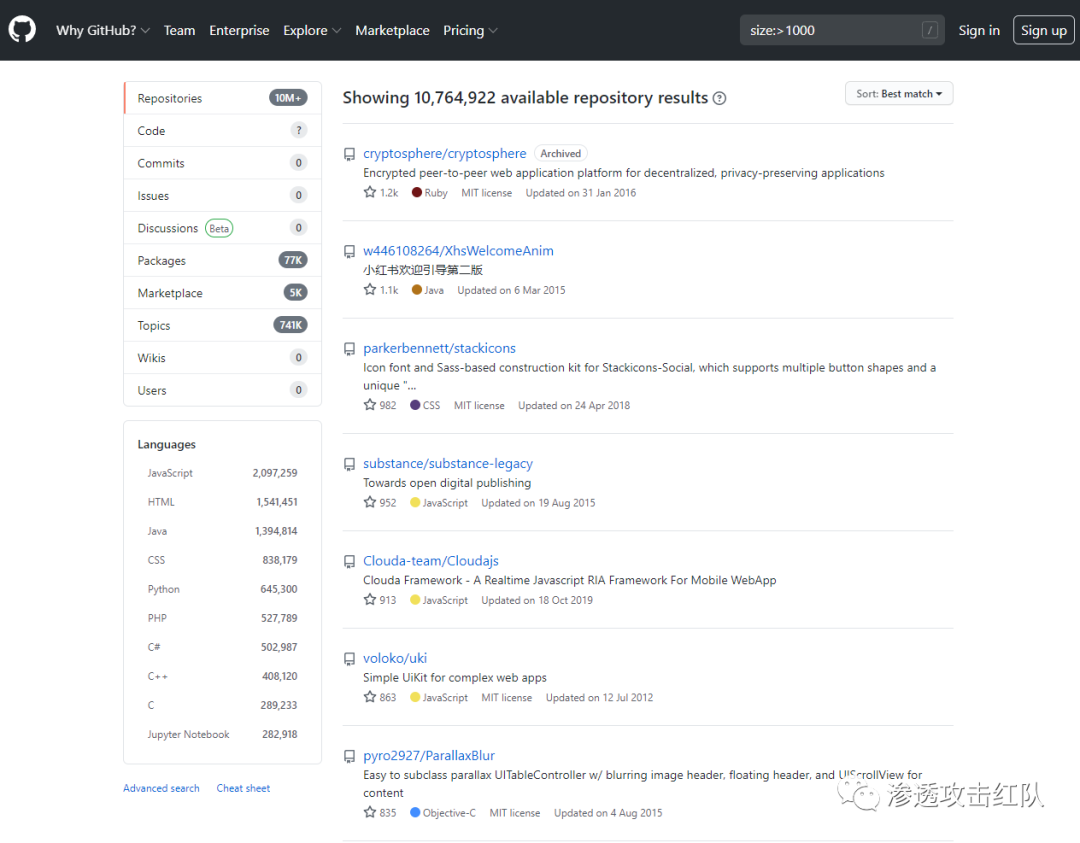 Why GitHub? Team Enterprise Explore Marketplace Pricing size:>1000 / Sign in Sign up
Repositories 10M+
Code ?
Commits 0
Issues 0
Discussions Beta 0
Packages 77K
Marketplace 5K
Topics 741K
Wikis 0
Users 0
Languages
JavaScript 2,097,259
HTML 1,541,451
Java 1,394,814
CSS 838,179
Python 645,300
PHP 527,789
C# 502,987
C++ 408,120
C 289,233
Jupyter Notebook 282,918
Advanced search Cheat sheet
Showing 10,764,922 available repository results ?
Sort: Best match
cryptosphere/cryptosphere Archived
Encrypted peer-to-peer web application platform for decentralized, privacy-preserving applications
1.2k Ruby MIT license Updated on 31 Jan 2016
w446108264/XhsWelcomeAnim
小红书欢迎引导第二版
1.1k Java Updated on 6 Mar 2015
parkerbennett/stackicons
Icon font and Sass-based construction kit for Stackicons-Social, which supports multiple button shapes and a
unique "...
982 CSS MIT license Updated on 24 Apr 2018
substance/substance-legacy
Towards open digital publishing
952 JavaScript Updated on 19 Aug 2015
Clouda-team/Cloudajs
Clouda Framework - A Realtime Javascript RIA Framework For Mobile WebApp
913 JavaScript Updated on 18 Oct 2019
voloko/uki
Simple UiKit for complex web apps
863 JavaScript MIT license Updated on 12 Jul 2012
pyro2927/ParallaxBlur
Easy to subclass parallax UITableController w/ blurring image header, floating header, and UIScrollView for
content
835 Objective-C MIT license Updated on 4 Aug 2015
渗透攻击红队